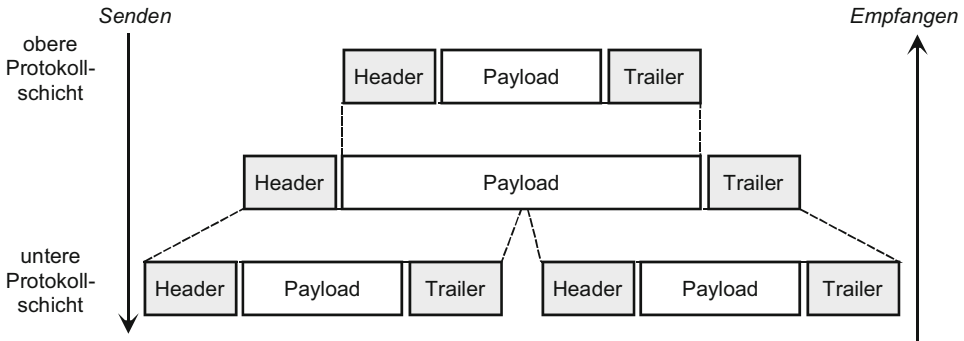 Senden
Empfangen
obere
Protokoll-
schicht
Header Payload Trailer
Header Payload Trailer
untere
Protokoll-
schicht
Header Payload Trailer Header Payload Trailer